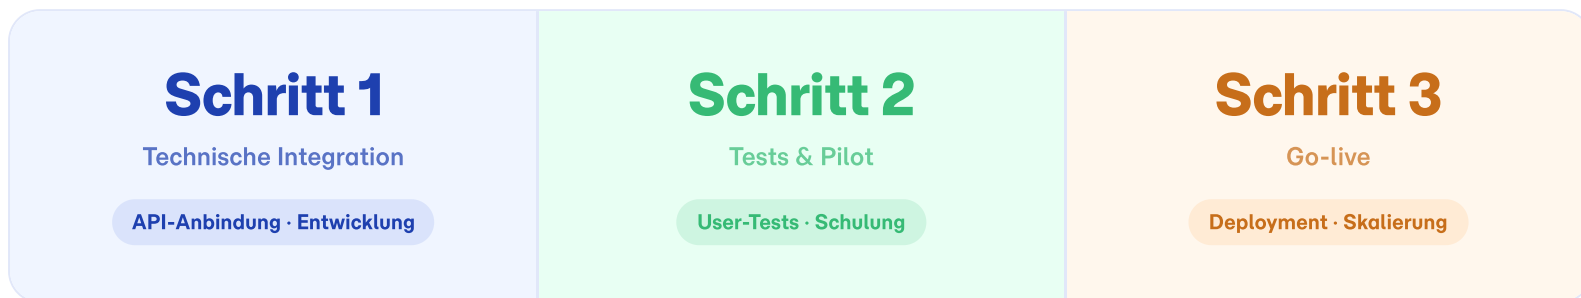 Schritt 1
Technische Integration
API-Anbindung · Entwicklung
Schritt 2
Tests & Pilot
User-Tests · Schulung
Schritt 3
Go-live
Deployment · Skalierung